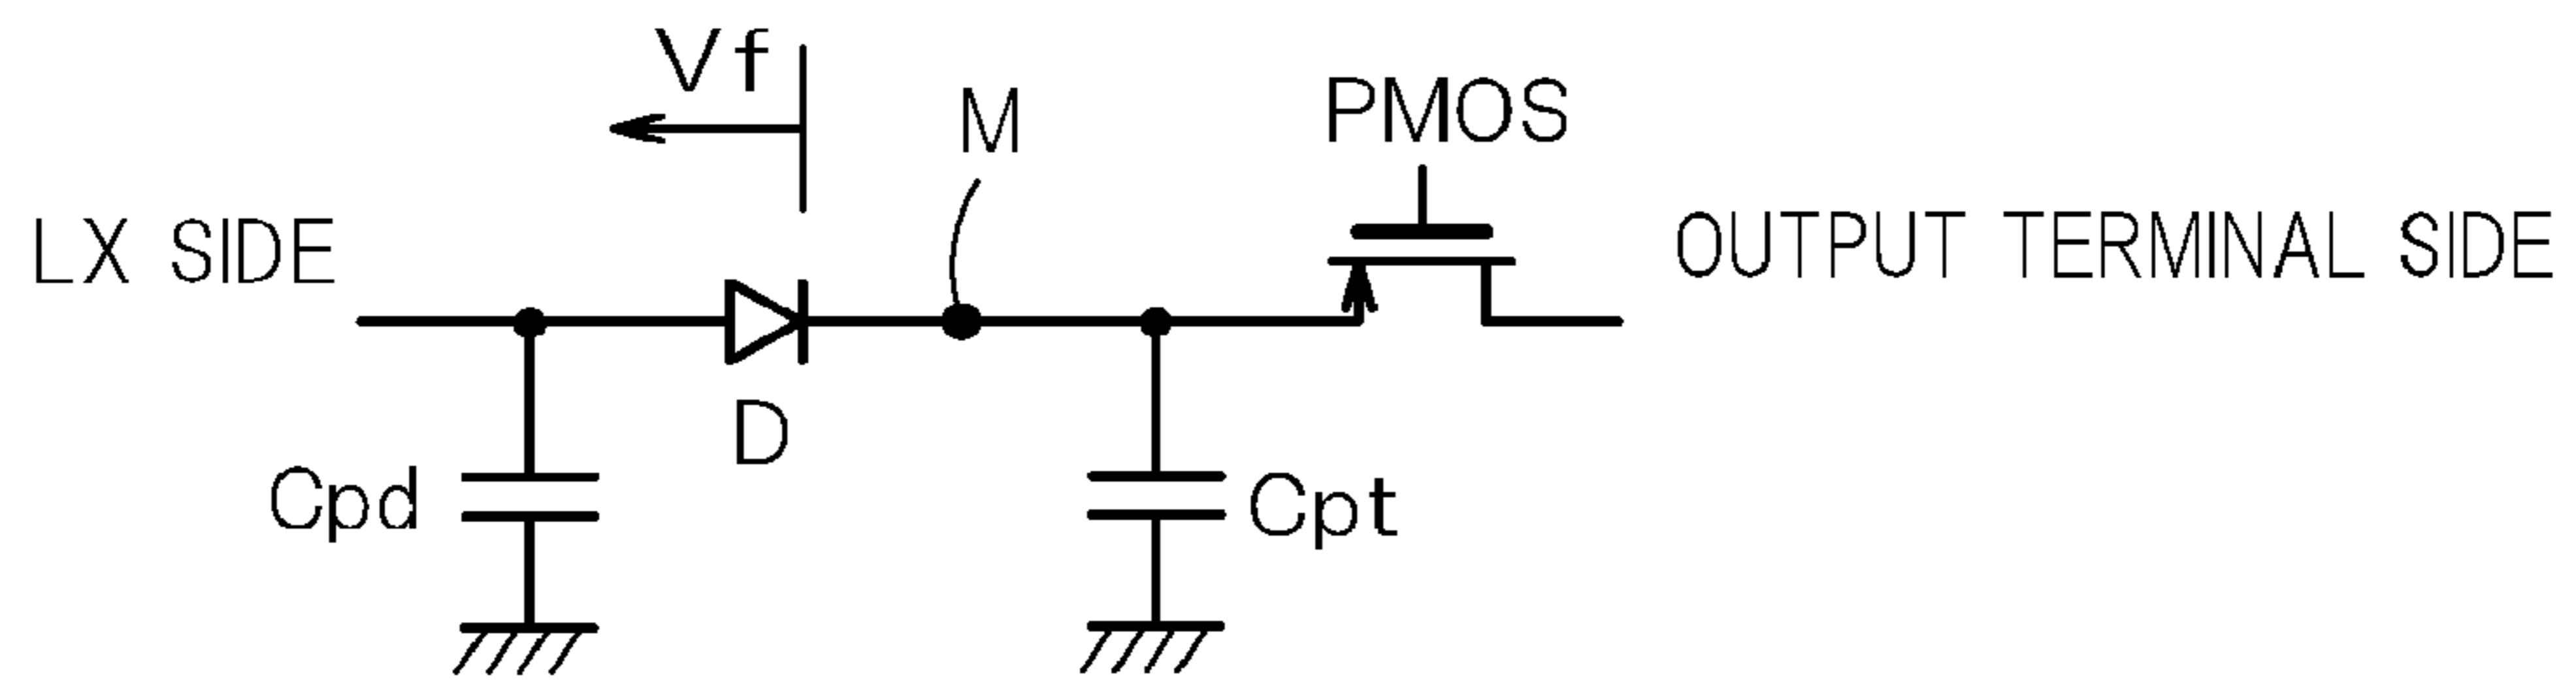 Vf
M
PMOS
LX SIDE
OUTPUT TERMINAL SIDE
D
Cpd
Cpt